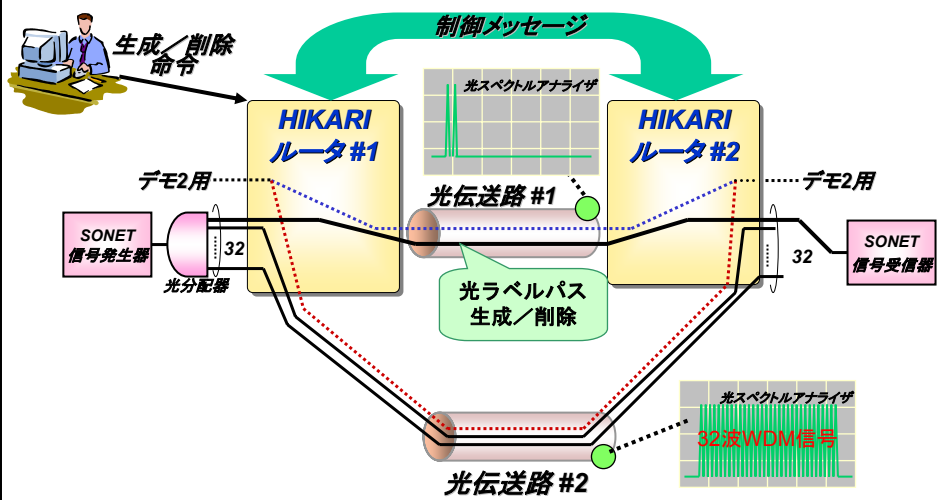 制御メッセージ
生成／削除
命令
光スペクトルアナライザ
HIKARI
ルータ #1
HIKARI
ルータ #2
デモ2用
デモ2用
光伝送路 #1
SONET
信号発生器
32
光分配器
32
SONET
信号受信器
光ラベルパス
生成／削除
光スペクトルアナライザ
32波WDM信号
光伝送路 #2